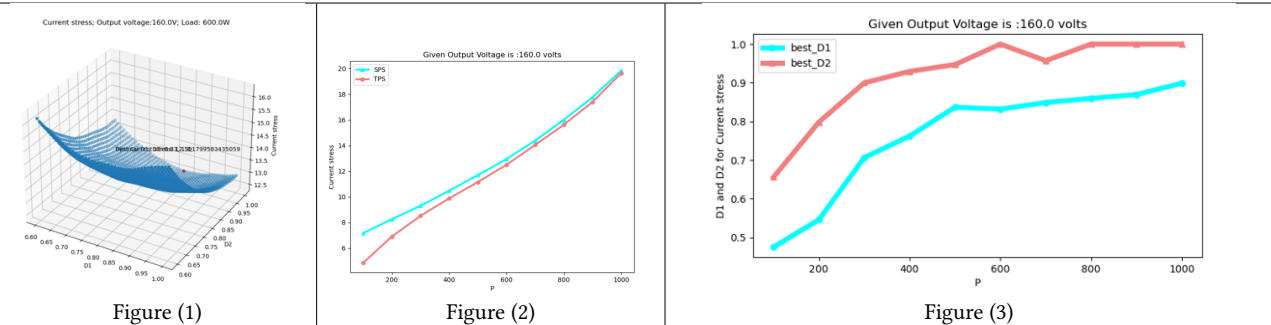 Current stress; Output voltage:160.0V; Load: 600.0W
16.0
15.5
15.0
14.5
14.0
13.5
13.0
12.5
Current stress
1.00
0.95
0.90
0.85
0.80
0.75
0.70
0.65
0.60
D2
0.60
0.65
0.70
0.75
0.80
0.85
0.90
0.95
1.00
D1
Figure (1)
Given Output Voltage is :160.0 volts
SPS
TPS
20
18
16
14
12
10
8
6
Current stress
200
400
600
800
1000
P
Figure (2)
Given Output Voltage is :160.0 volts
best_D1
best_D2
1.0
0.9
0.8
0.7
0.6
0.5
D1 and D2 for Current stress
200
400
600
800
1000
P
Figure (3)